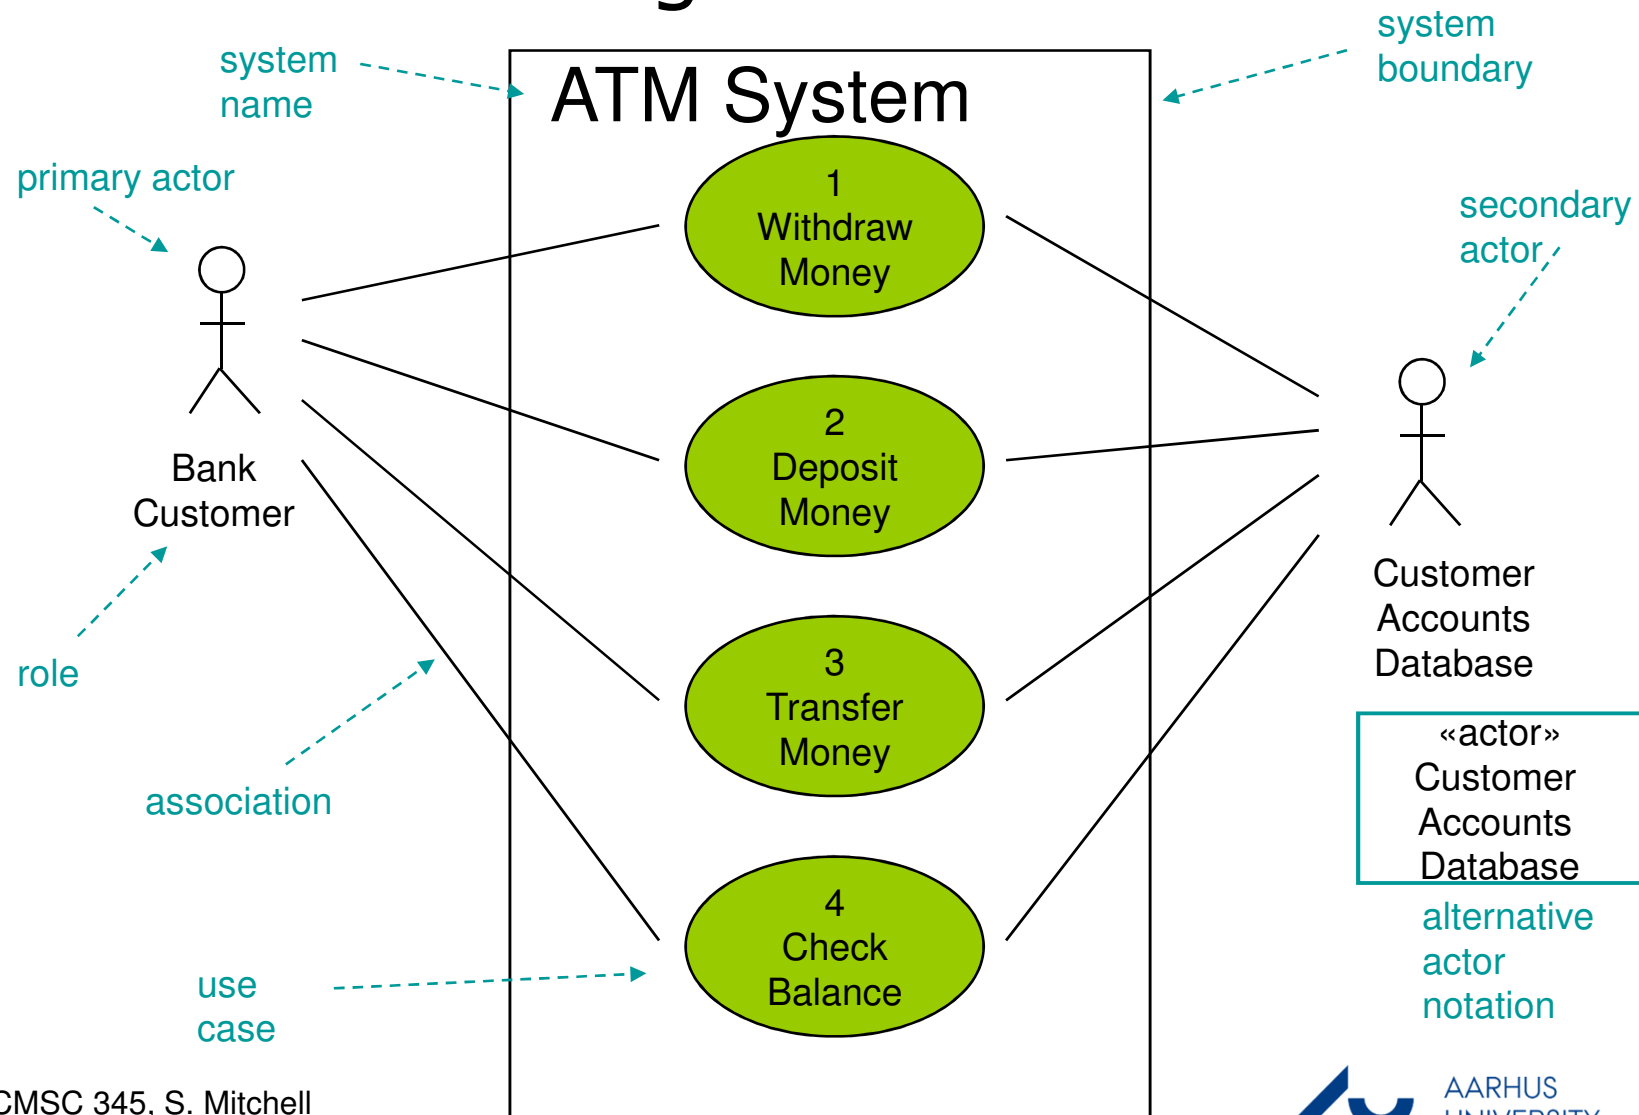 system
name
ATM System
system
boundary
primary actor
1
Withdraw
Money
secondary
actor
2
Deposit
Money
Bank
Customer
Customer
Accounts
Database
role
3
Transfer
Money
«actor»
Customer
Accounts
Database
association
4
Check
Balance
alternative
actor
notation
use
case
CMSC 345, S. Mitchell
AARHUS
UNIVERSITY